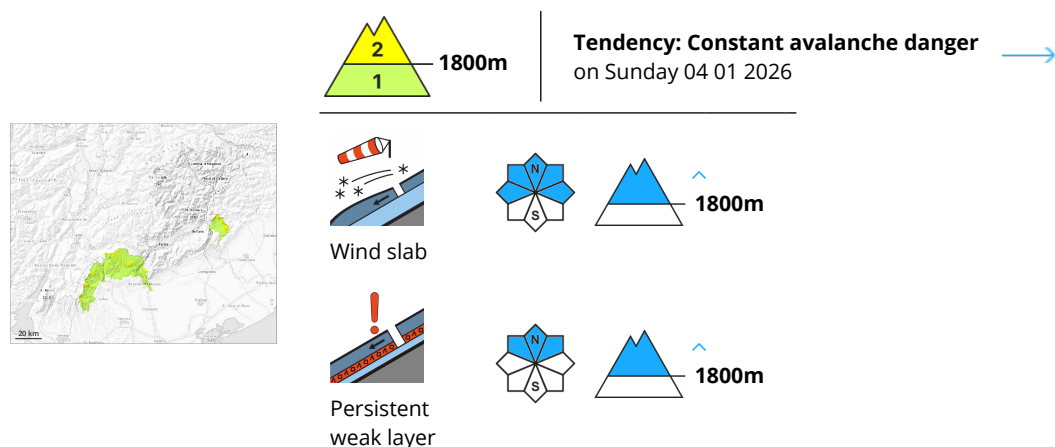 2
1
1800m
Tendency: Constant avalanche danger
on Sunday 04 01 2026
20 km
N
S
1800m
Wind slab
N
S
1800m
Persistent
weak layer